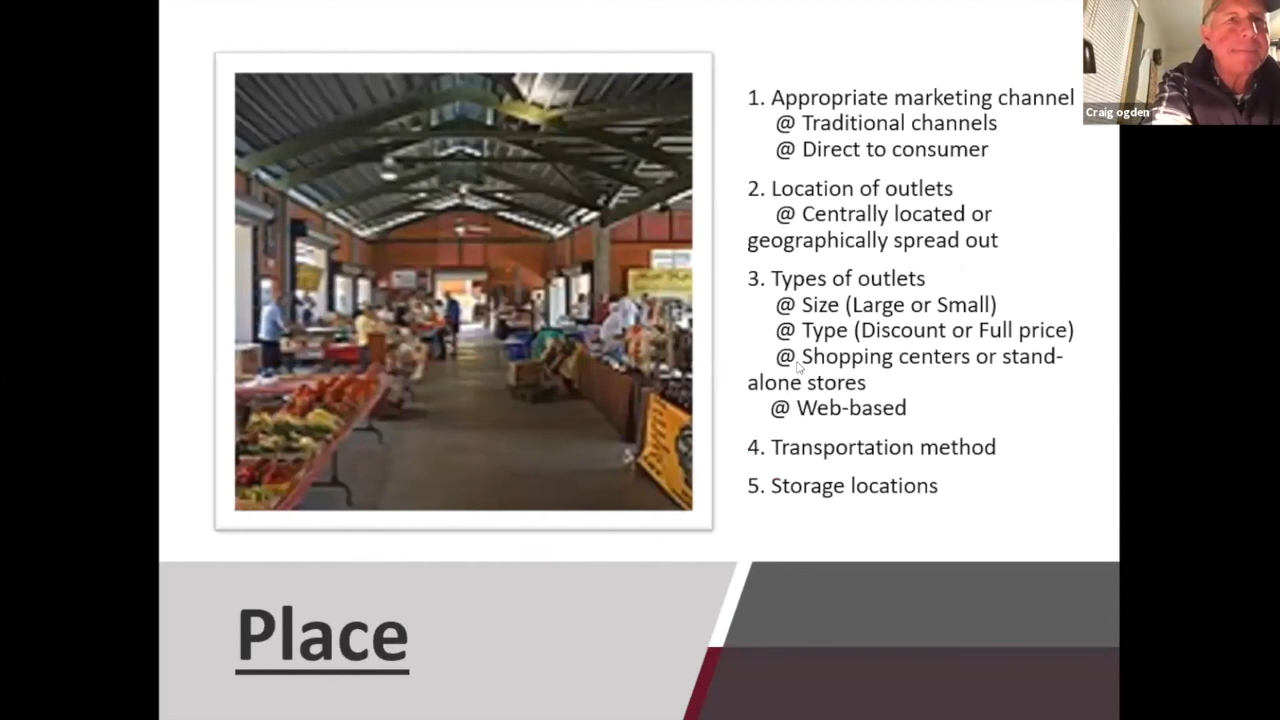 1. Appropriate marketing channel
@ Traditional channels
@ Direct to consumer
2. Location of outlets
@ Centrally located or
geographically spread out
3. Types of outlets
@ Size (Large or Small)
@ Type (Discount or Full price)
@ Shopping centers or stand-
alone stores
@ Web-based
4. Transportation method
5. Storage locations
Place
Craig ogden